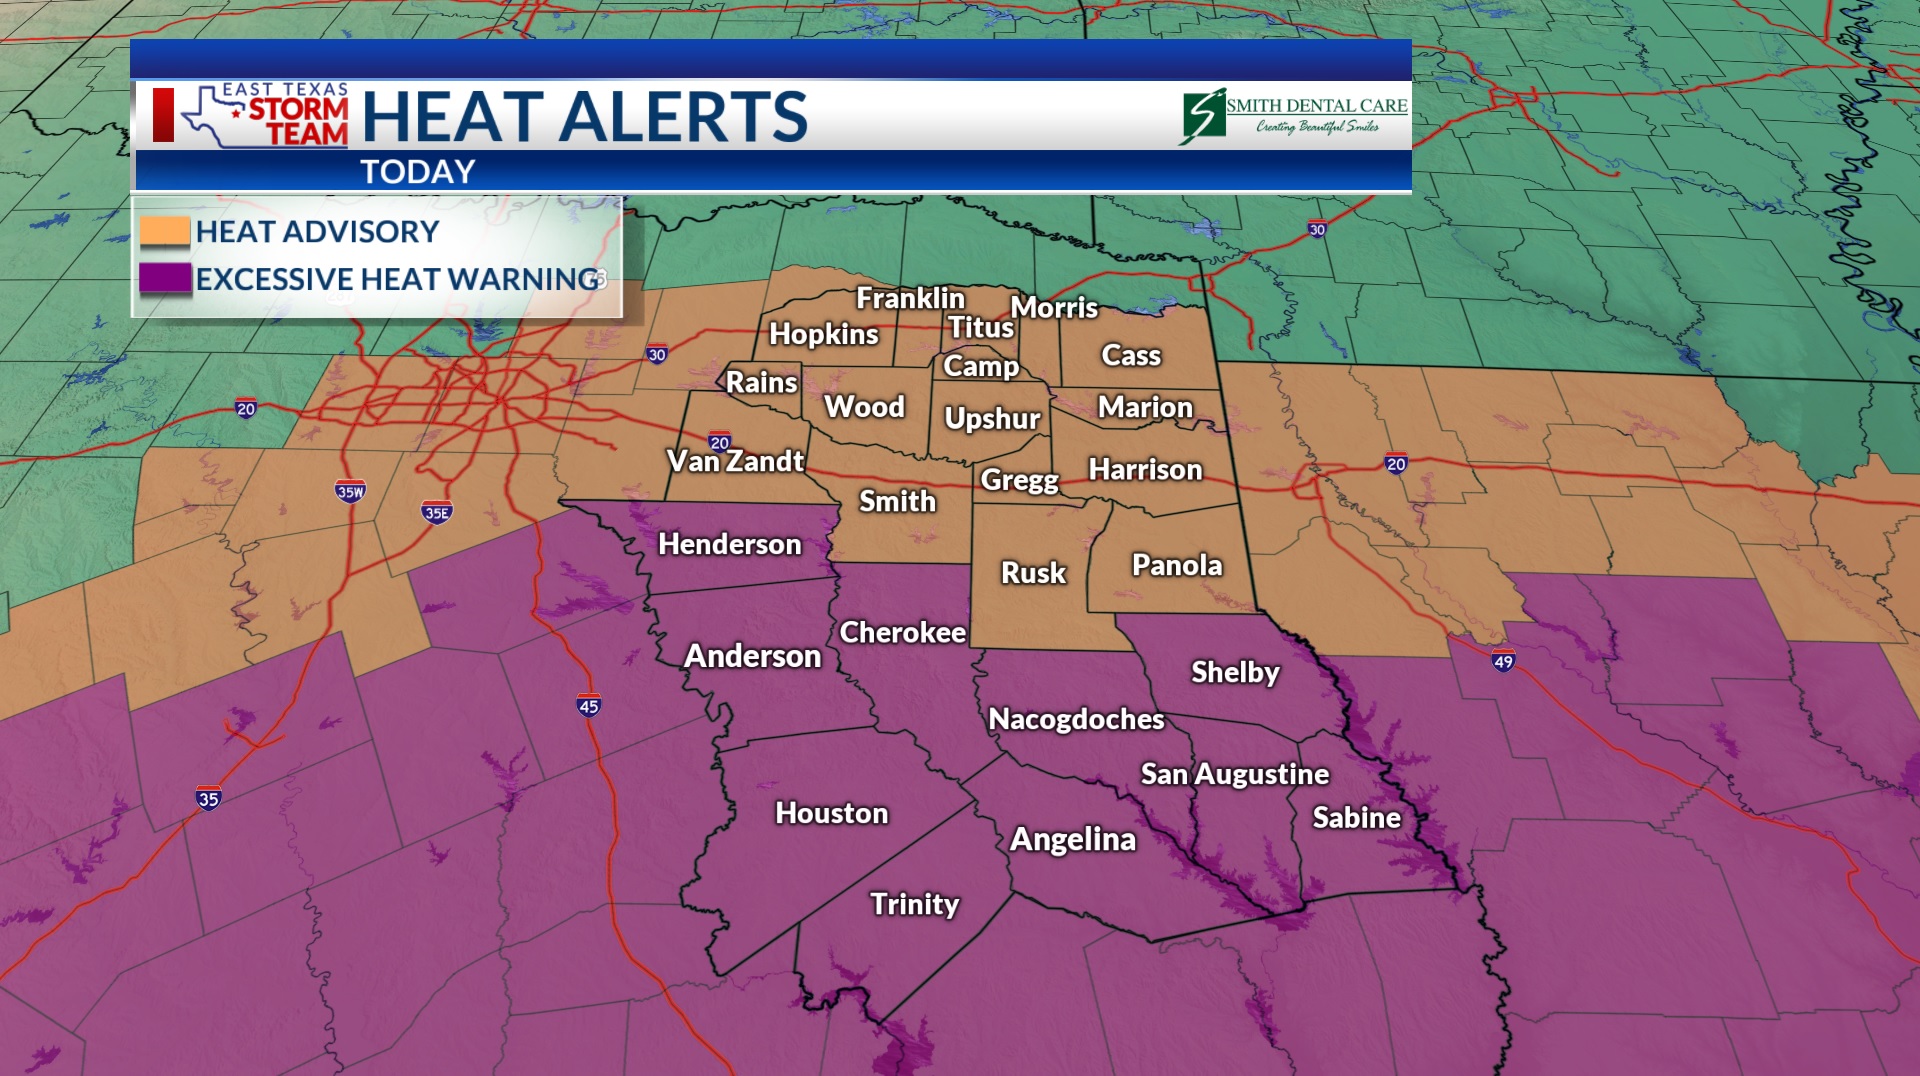 EAST TEXAS
STORM
TEAM
HEAT ALERTS
SMITH DENTAL CARE
Creating Beautiful Smiles
TODAY
HEAT ADVISORY
EXCESSIVE HEAT WARNING
30
Franklin
Morris
Titus
Hopkins
30
Cass
Camp
Rains
Wood
Marion
20
Upshur
20
Van Zandt
20
Harrison
Gregg
35W
Smith
35E
Henderson
Panola
Rusk
Cherokee
Anderson
49
Shelby
45
Nacogdoches
San Augustine
35
Houston
Sabine
Angelina
Trinity